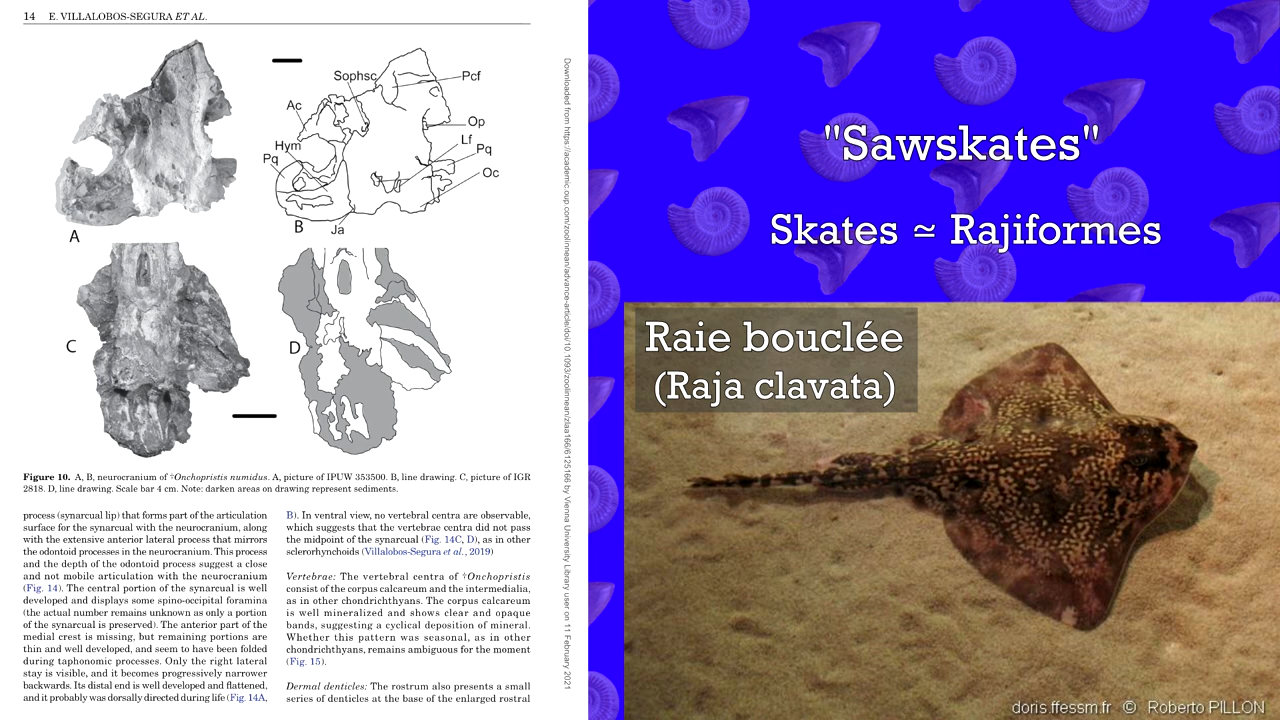 14 E. VILLALOBOS-SEGURA ET AL.
Sophsc
Pcf
Ac
Op
Lf
Hym
Pq
Pq
Oc
A
B
Ja
C
D
Figure 10. A, B, neurocranium of †Onchopristis numidus. A, picture of IPUW 353500. B, line drawing. C, picture of IGR
2818. D, line drawing. Scale bar 4 cm. Note: darken areas on drawing represent sediments.
process (synarcual lip) that forms part of the articulation
surface for the synarcual with the neurocranium, along
with the extensive anterior lateral process that mirrors
the odontoid processes in the neurocranium. This process
and the depth of the odontoid process suggest a close
and not mobile articulation with the neurocranium
(Fig. 14). The central portion of the synarcual is well
developed and displays some spino-occipital foramina
(the actual number remains unknown as only a portion
of the synarcual is preserved). The anterior part of the
medial crest is missing, but remaining portions are
thin and well developed, and seem to have been folded
during taphonomic processes. Only the right lateral
stay is visible, and it becomes progressively narrower
backwards. Its distal end is well developed and flattened,
and it probably was dorsally directed during life (Fig. 14A,
B). In ventral view, no vertebral centra are observable,
which suggests that the vertebrae centra did not pass
the midpoint of the synarcual (Fig. 14C, D), as in other
sclerorhynchoids (Villalobos-Segura et al., 2019)
Vertebrae: The vertebral centra of †Onchopristis
consist of the corpus calcareum and the intermedialia,
as in other chondrichthyans. The corpus calcareum
is well mineralized and shows clear and opaque
bands, suggesting a cyclical deposition of mineral.
Whether this pattern was seasonal, as in other
chondrichthyans, remains ambiguous for the moment
(Fig. 15).
Dermal denticles: The rostrum also presents a small
series of denticles at the base of the enlarged rostral
Downloaded from https://academic.oup.com/zoolinnean/advance-article/doi/10.1093/zoolinnean/zlaa166/6125166 by Vienna University Library user on 11 February 2021
"Sawskates"
Skates ≃ Rajiformes
Raie bouclée
(Raja clavata)
doris.ffessm.fr © Roberto PILLON